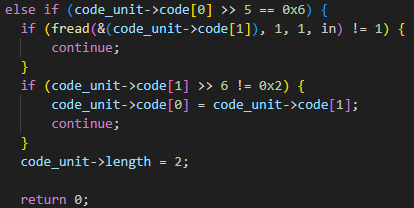 else if (code_unit->code[0] >> 5 == 0x6) {
if (fread(&(code_unit->code[1]), 1, 1, in) != 1) {
continue;
}
if (code_unit->code[1] >> 6 != 0x2) {
code_unit->code[0] = code_unit->code[1];
continue;
}
code_unit->length = 2;
return 0;